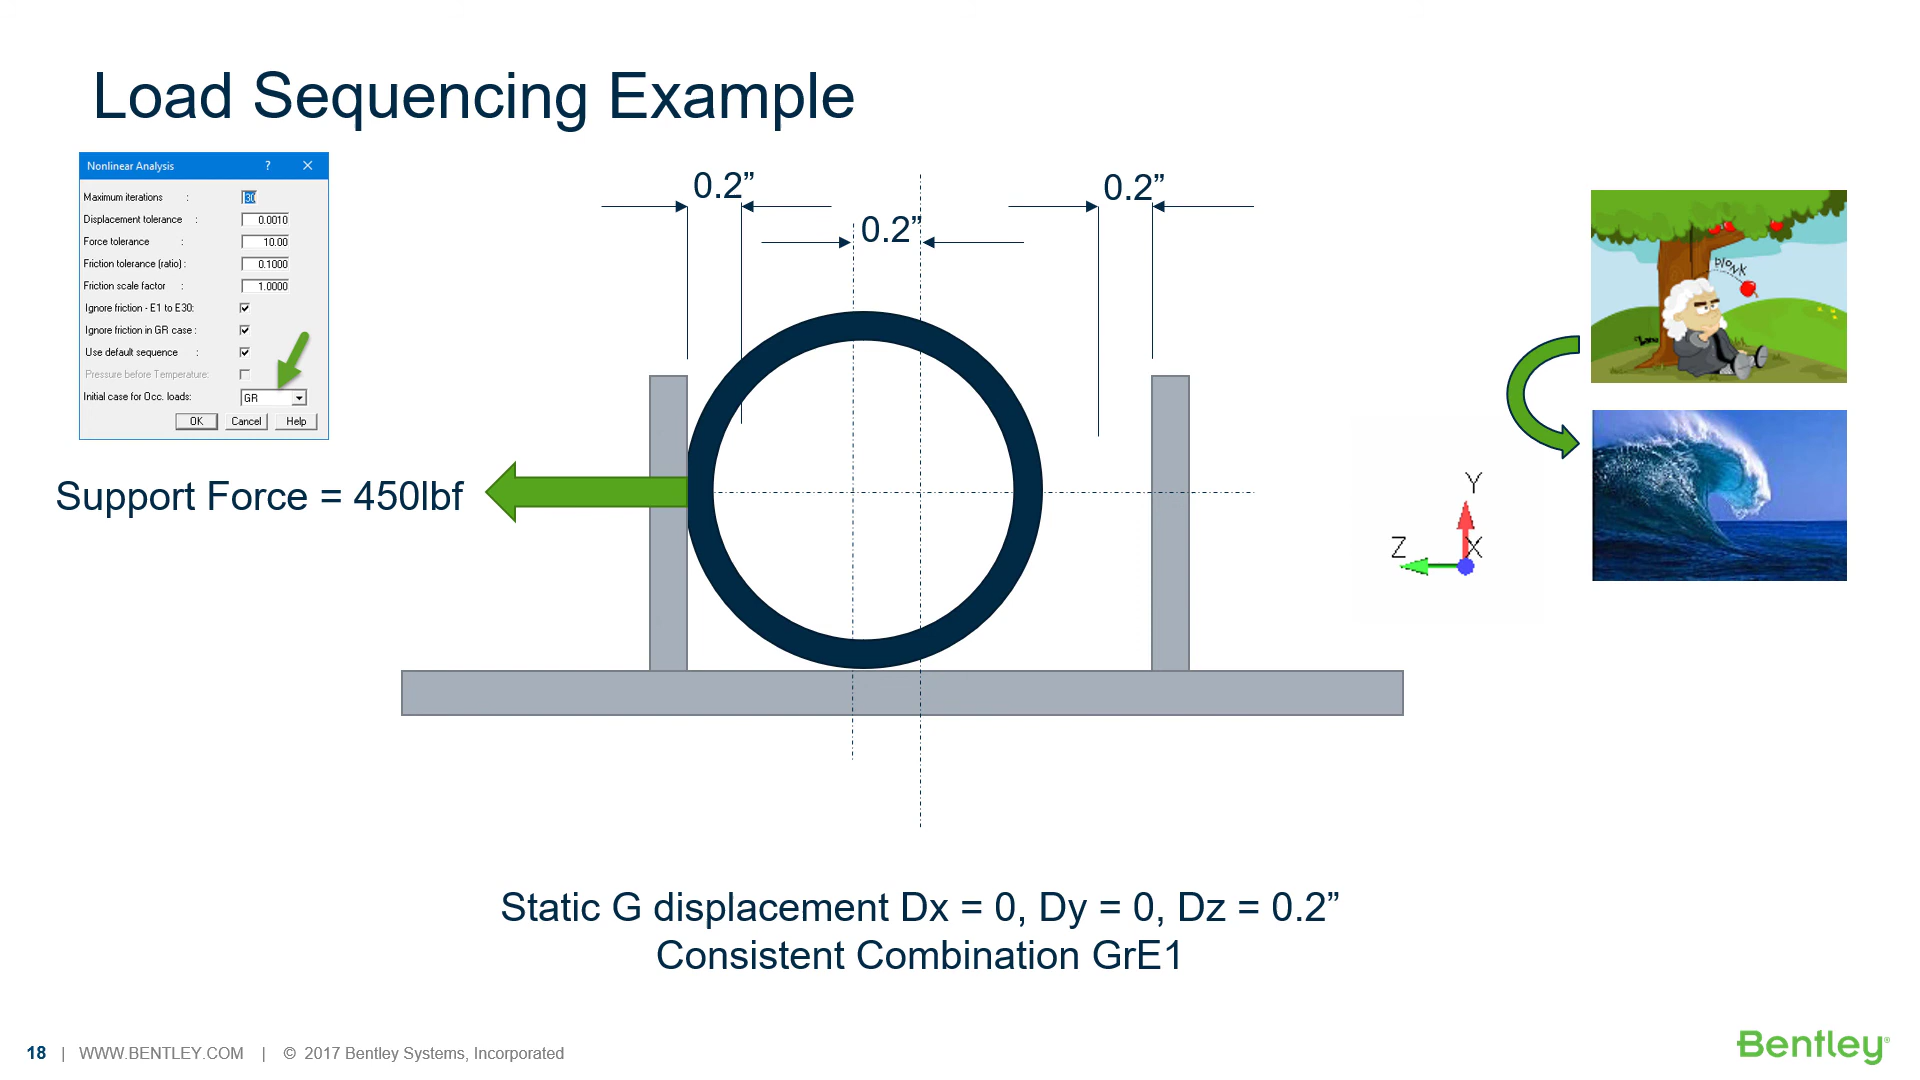 Load Sequencing Example
Nonlinear Analysis ? ×
Maximum iterations : 30
Displacement tolerance : 0.0010
Force tolerance : 10.00
Friction tolerance (ratio) : 0.1000
Friction scale factor : 1.0000
Ignore friction - E1 to E30:
Ignore friction in GR case :
Use default sequence :
Pressure before Temperature:
Initial case for Occ. loads: GR
OK Cancel Help
0.2”
0.2”
0.2”
plonk
Support Force = 450lbf
Y
Z X
Static G displacement Dx = 0, Dy = 0, Dz = 0.2”
Consistent Combination GrE1
18 | WWW.BENTLEY.COM | © 2017 Bentley Systems, Incorporated
Bentley®